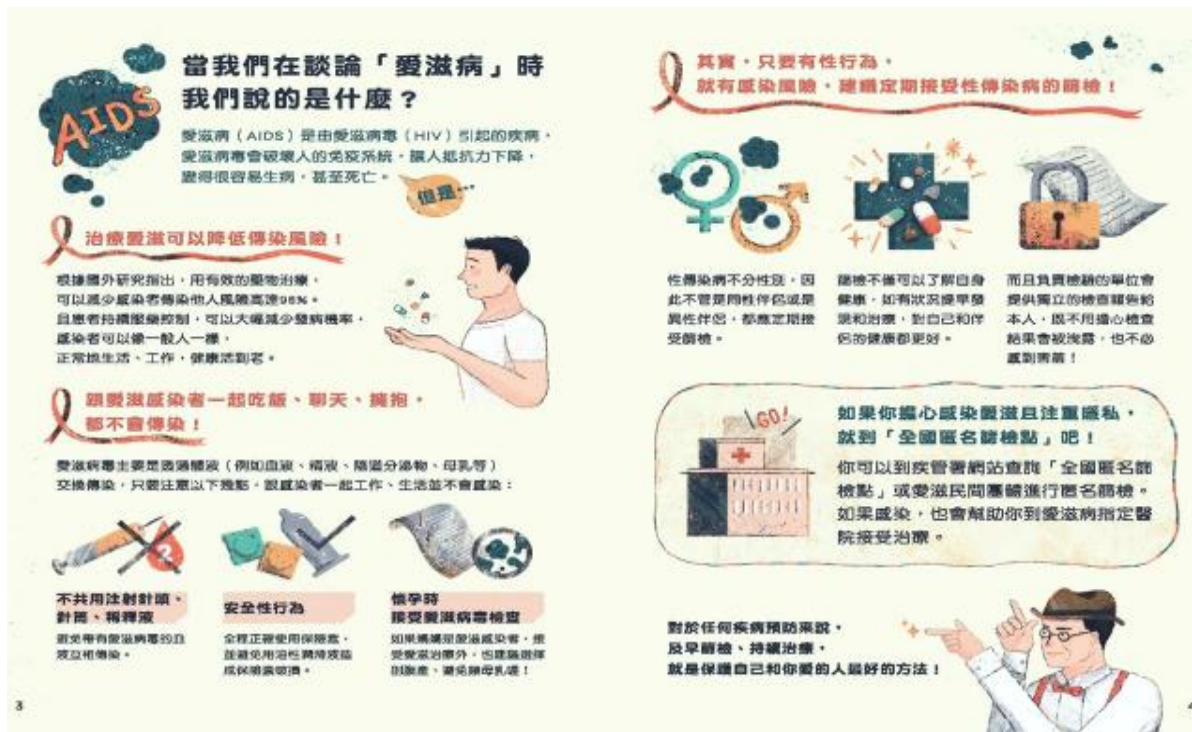 AIDS
當我們在談論「愛滋病」時
我們說的是什麼?
愛滋病(AIDS)是由愛滋病毒(HIV)引起的疾病,
愛滋病毒會破壞人的免疫系統,讓人抵抗力下降,
變得很容易生病,甚至死亡。
但是…
治療愛滋可以降低傳染風險!
根據國外研究指出,用有效的藥物治療,
可以減少感染者傳染他人風險高達96%。
且患者持續服藥控制,可以大幅減少發病機率,
感染者可以像一般人一樣,
正常地生活、工作,健康活到老。
跟愛滋感染者一起吃飯、聊天、擁抱,
都不會傳染!
愛滋病毒主要是透過體液(例如血液、精液、陰道分泌物、母乳等)
交換傳染,只要注意以下幾點,跟感染者一起工作、生活並不會感染:
不共用注射針頭、
針筒、稀釋液
避免帶有愛滋病毒的血
液互相傳染。
安全性行為
全程正確使用保險套,
並避免用油性潤滑液造
成保險套破損。
懷孕時
接受愛滋病毒檢查
如果媽媽是愛滋感染者,接
受愛滋治療外,也建議選擇
剖腹產、避免餵母乳喔!
3
其實,只要有性行為,
就有感染風險,建議定期接受性傳染病的篩檢!
性傳染病不分性別,因
此不管是同性伴侶或是
異性伴侶,都應定期接
受篩檢。
篩檢不僅可以了解自身
健康,如有狀況提早發
現和治療,對自己和伴
侶的健康都更好。
而且負責檢驗的單位會
提供獨立的檢查報告給
本人,既不用擔心檢查
結果會被洩露,也不必
感到害羞!
GO!
如果你擔心感染愛滋且注重隱私,
就到「全國匿名篩檢點」吧!
你可以到疾管署網站查詢「全國匿名篩
檢點」或愛滋民間團體進行匿名篩檢。
如果感染,也會幫助你到愛滋病指定醫
院接受治療。
對於任何疾病預防來說,
及早篩檢、持續治療,
就是保護自己和你愛的人最好的方法!